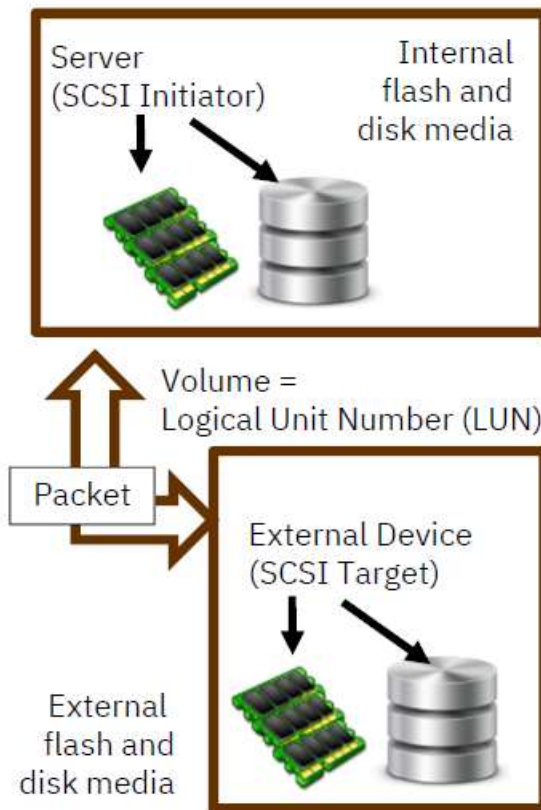 Server
(SCSI Initiator)
Internal
flash and
disk media
Volume =
Logical Unit Number (LUN)
Packet
External Device
(SCSI Target)
External
flash and
disk media